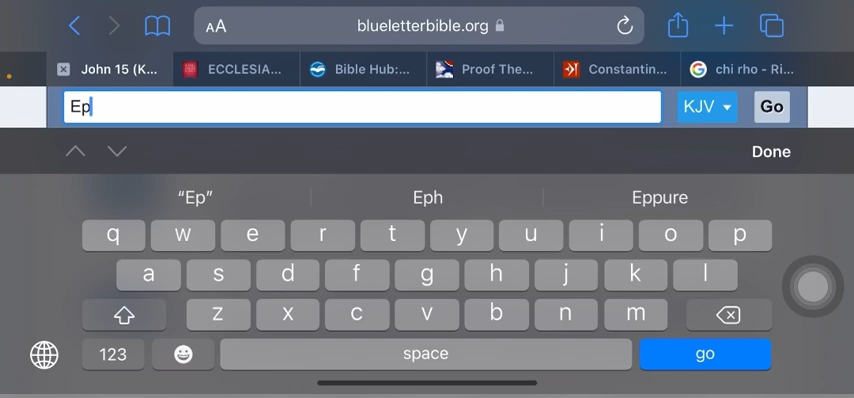 AA blueletterbible.org
John 15 (K... ECCLESIA... Bible Hub:... Proof The... Constantin... chi rho - Ri...
Ep KJV Go
Done
“Ep” Eph Eppure
q w e r t y u i o p
a s d f g h j k l
z x c v b n m
123 space go